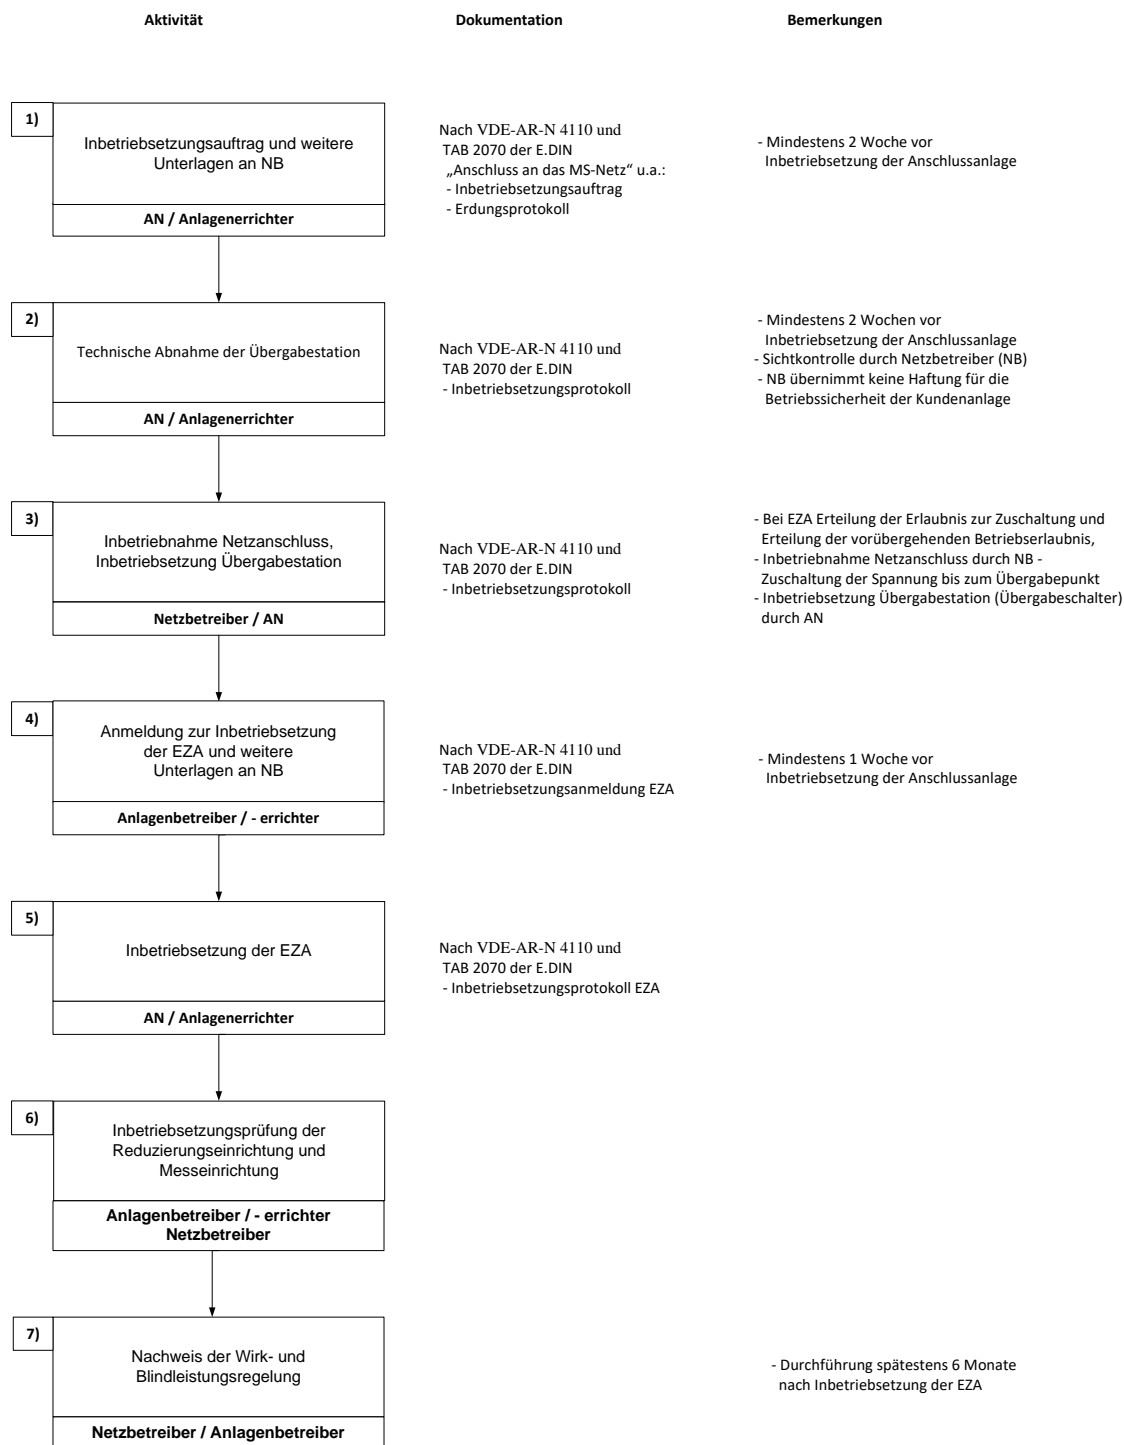 Aktivität
Dokumentation
Bemerkungen
1)
Inbetriebsetzungsauftrag und weitere
Unterlagen an NB
AN / Anlagenerrichter
Nach VDE-AR-N 4110 und
TAB 2070 der E.DIN
„Anschluss an das MS-Netz“ u.a.:
- Inbetriebsetzungsauftrag
- Erdungsprotokoll
- Mindestens 2 Woche vor
Inbetriebsetzung der Anschlussanlage
2)
Technische Abnahme der Übergabestation
AN / Anlagenerrichter
Nach VDE-AR-N 4110 und
TAB 2070 der E.DIN
- Inbetriebsetzungsprotokoll
- Mindestens 2 Wochen vor
Inbetriebsetzung der Anschlussanlage
- Sichtkontrolle durch Netzbetreiber (NB)
- NB übernimmt keine Haftung für die
Betriebssicherheit der Kundenanlage
3)
Inbetriebnahme Netzanschluss,
Inbetriebsetzung Übergabestation
Netzbetreiber / AN
Nach VDE-AR-N 4110 und
TAB 2070 der E.DIN
- Inbetriebsetzungsprotokoll
- Bei EZA Erteilung der Erlaubnis zur Zuschaltung und
Erteilung der vorübergehenden Betriebserlaubnis,
- Inbetriebnahme Netzanschluss durch NB -
Zuschaltung der Spannung bis zum Übergabepunkt
- Inbetriebsetzung Übergabestation (Übergabeschalter)
durch AN
4)
Anmeldung zur Inbetriebsetzung
der EZA und weitere
Unterlagen an NB
Anlagenbetreiber / - errichter
Nach VDE-AR-N 4110 und
TAB 2070 der E.DIN
- Inbetriebsetzungsanmeldung EZA
- Mindestens 1 Woche vor
Inbetriebsetzung der Anschlussanlage
5)
Inbetriebsetzung der EZA
AN / Anlagenerrichter
Nach VDE-AR-N 4110 und
TAB 2070 der E.DIN
- Inbetriebsetzungsprotokoll EZA
6)
Inbetriebsetzungsprüfung der
Reduzierungseinrichtung und
Messeinrichtung
Anlagenbetreiber / - errichter
Netzbetreiber
7)
Nachweis der Wirk- und
Blindleistungsregelung
Netzbetreiber / Anlagenbetreiber
- Durchführung spätestens 6 Monate
nach Inbetriebsetzung der EZA